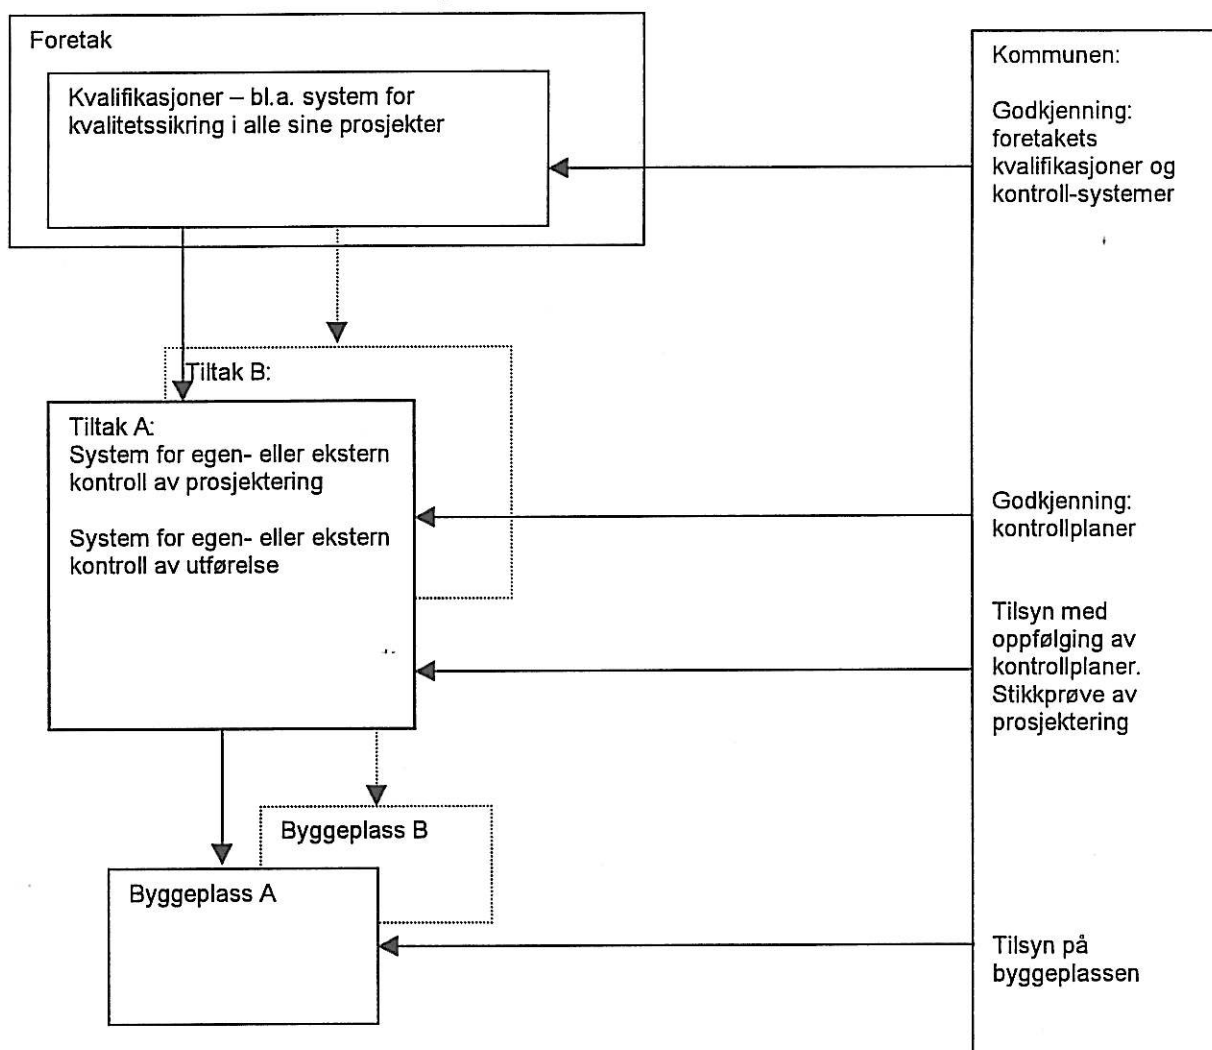 Foretak
Kvalifikasjoner – bl.a. system for
kvalitetssikring i alle sine prosjekter
Tiltak B:
Tiltak A:
System for egen- eller ekstern
kontroll av prosjektering
System for egen- eller ekstern
kontroll av utførelse
Byggeplass B
Byggeplass A
Kommunen:
Godkjenning:
foretakets
kvalifikasjoner og
kontroll-systemer
Godkjenning:
kontrollplaner
Tilsyn med
oppfølging av
kontrollplaner.
Stikkprøve av
prosjektering
Tilsyn på
byggeplassen